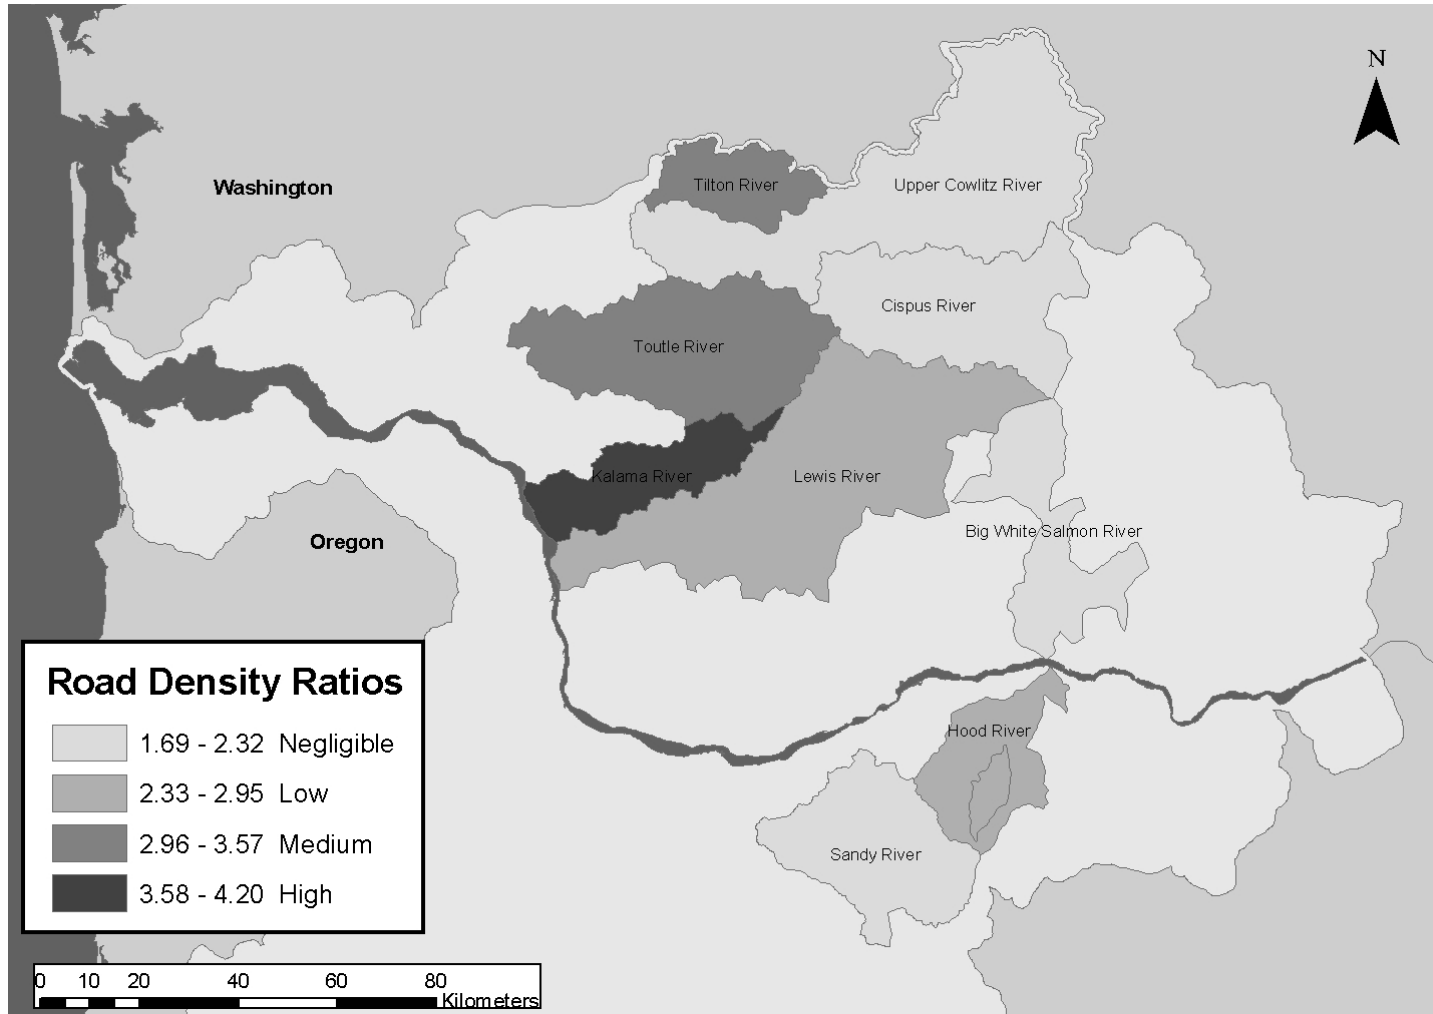 N
Washington
Tilton River
Upper Cowlitz River
Cispus River
Toutle River
Kalama River
Lewis River
Big White Salmon River
Oregon
Hood River
Sandy River
Road Density Ratios
1.69 - 2.32 Negligible
2.33 - 2.95 Low
2.96 - 3.57 Medium
3.58 - 4.20 High
0 10 20 40 60 80
Kilometers